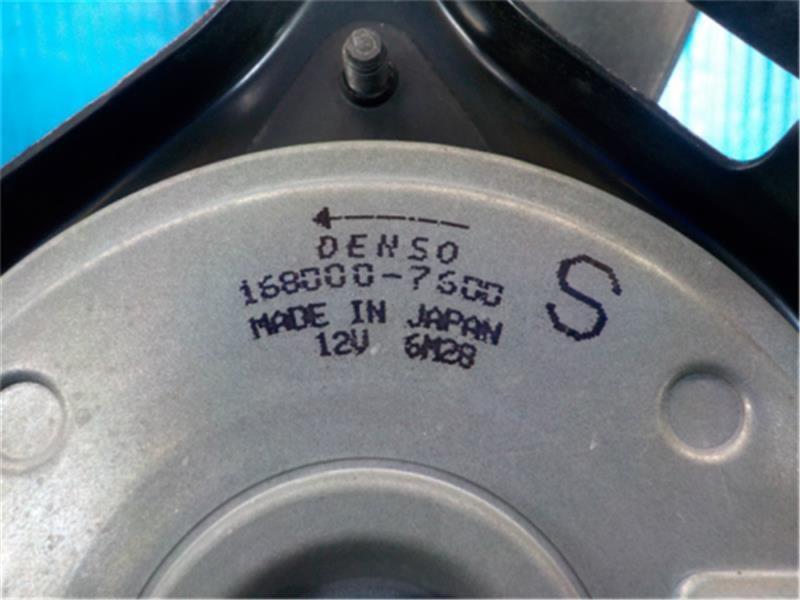 DENSO
168000-7600
MADE IN JAPAN
12V 6M28
S